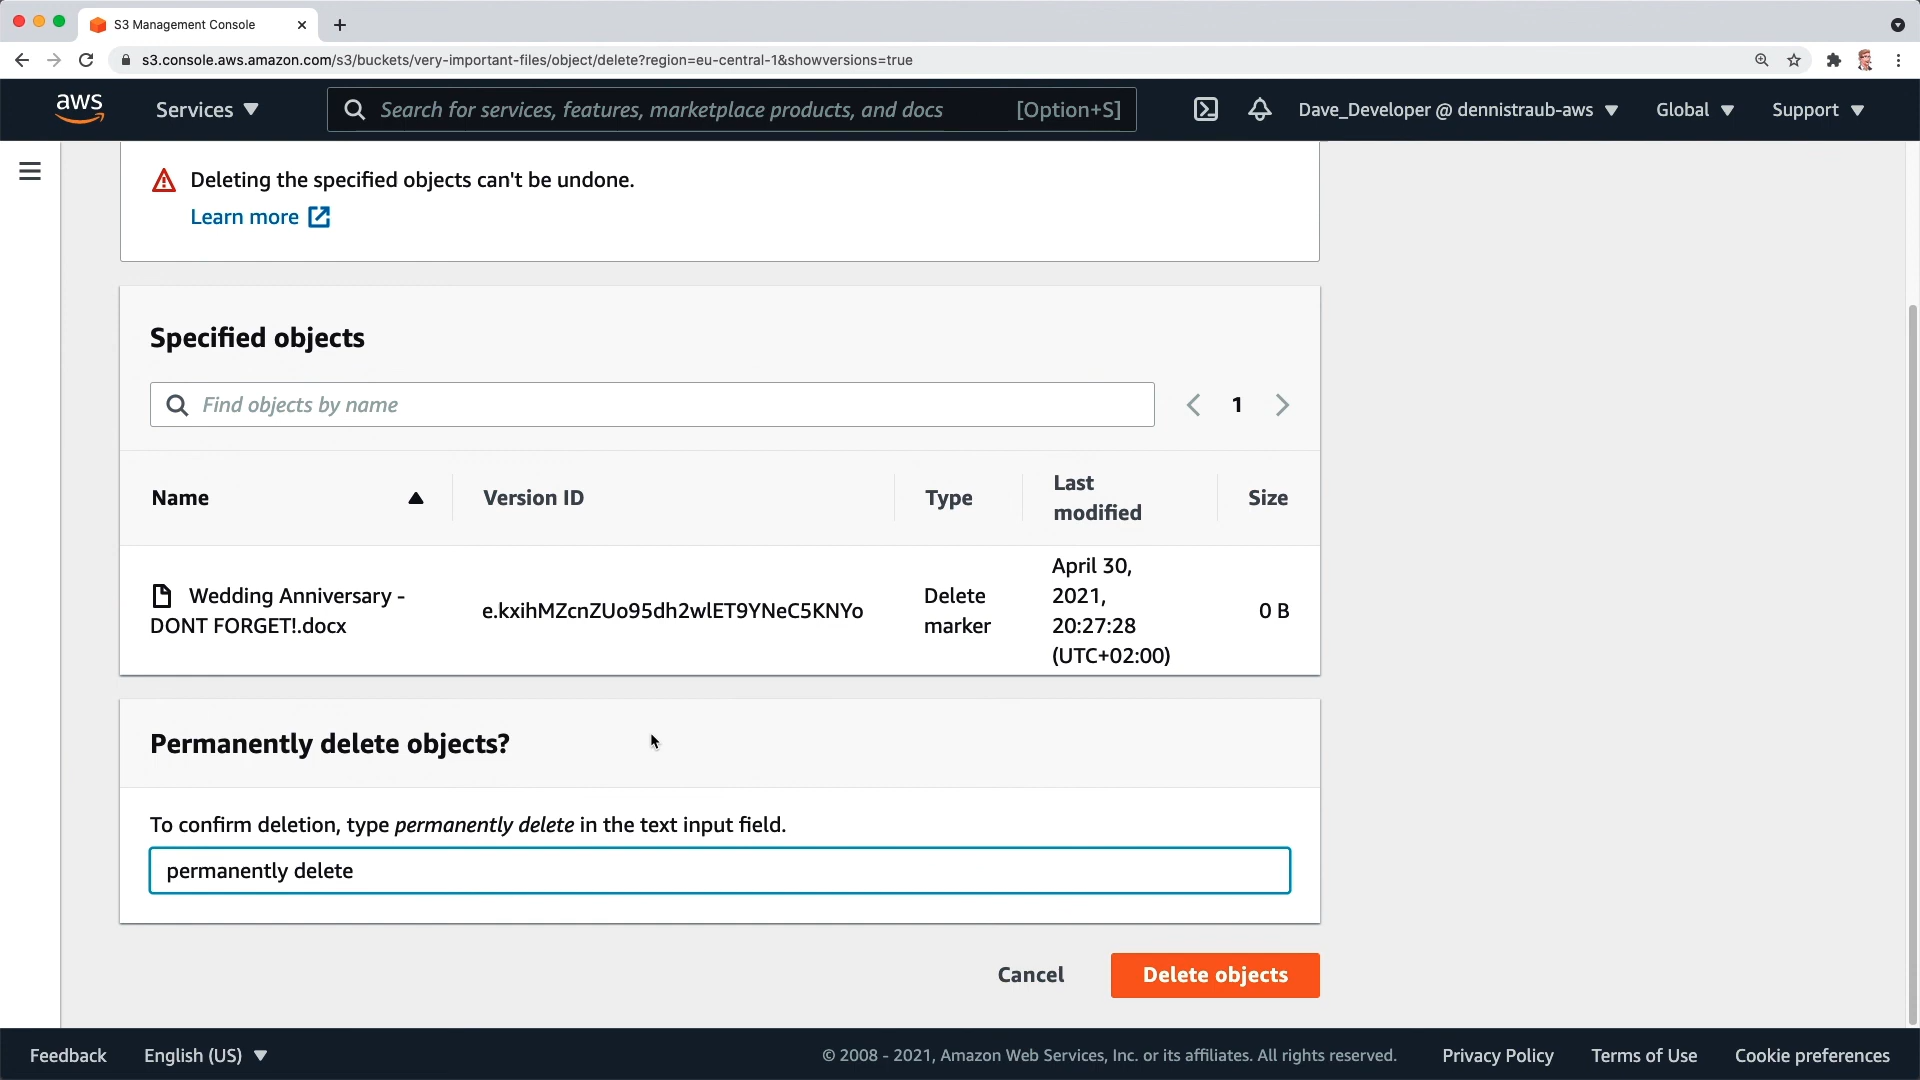 S3 Management Console
s3.console.aws.amazon.com/s3/buckets/very-important-files/object/delete?region=eu-central-1&showversions=true
aws
Services
Search for services, features, marketplace products, and docs
[Option+S]
Dave_Developer @ dennistraub-aws
Global
Support
Deleting the specified objects can't be undone.
Learn more
Specified objects
Find objects by name
1
Name
Version ID
Type
Last
modified
Size
Wedding Anniversary -
DONT FORGET!.docx
e.kxihMZcnZUo95dh2wlET9YNeC5KNYo
Delete
marker
April 30,
2021,
20:27:28
(UTC+02:00)
0 B
Permanently delete objects?
To confirm deletion, type permanently delete in the text input field.
permanently delete
Cancel
Delete objects
Feedback
English (US)
© 2008 - 2021, Amazon Web Services, Inc. or its affiliates. All rights reserved.
Privacy Policy
Terms of Use
Cookie preferences